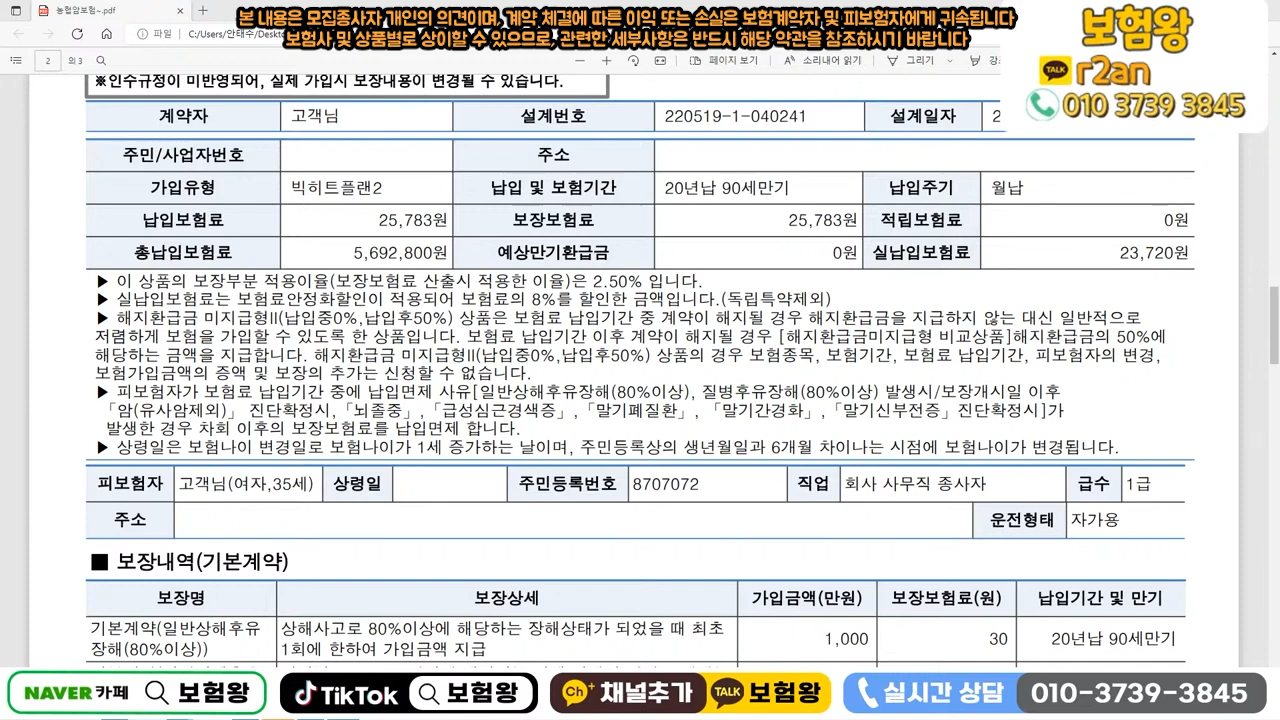 농협암보험~.pdf
본 내용은 모집종사자 개인의 의견이며, 계약 체결에 따른 이익 또는 손실은 보험계약자 및 피보험자에게 귀속됩니다
보험사 및 상품별로 상이할 수 있으므로, 관련한 세부사항은 반드시 해당 약관을 참조하시기 바랍니다
보험왕
TALK r2an
010 3739 3845
파일 C:/Users/안태수/Deskto
2 의 3 페이지 보기 소리내어 읽기 그리기 강
※인수규정이 미반영되어, 실제 가입시 보장내용이 변경될 수 있습니다.
계약자 고객님 설계번호 220519-1-040241 설계일자 2
주민/사업자번호 주소
가입유형 빅히트플랜2 납입 및 보험기간 20년납 90세만기 납입주기 월납
납입보험료 25,783원 보장보험료 25,783원 적립보험료 0원
총납입보험료 5,692,800원 예상만기환급금 0원 실납입보험료 23,720원
▶ 이 상품의 보장부분 적용이율(보장보험료 산출시 적용한 이율)은 2.50% 입니다.
▶ 실납입보험료는 보험료안정화할인이 적용되어 보험료의 8%를 할인한 금액입니다.(독립특약제외)
▶ 해지환급금 미지급형II(납입중0%,납입후50%) 상품은 보험료 납입기간 중 계약이 해지될 경우 해지환급금을 지급하지 않는 대신 일반적으로
저렴하게 보험을 가입할 수 있도록 한 상품입니다. 보험료 납입기간 이후 계약이 해지될 경우 [해지환급금미지급형 비교상품]해지환급금의 50%에
해당하는 금액을 지급합니다. 해지환급금 미지급형II(납입중0%,납입후50%) 상품의 경우 보험종목, 보험기간, 보험료 납입기간, 피보험자의 변경,
보험가입금액의 증액 및 보장의 추가는 신청할 수 없습니다.
▶ 피보험자가 보험료 납입기간 중에 납입면제 사유[일반상해후유장해(80%이상), 질병후유장해(80%이상) 발생시/보장개시일 이후
「암(유사암제외)」 진단확정시,「뇌졸중」,「급성심근경색증」,「말기폐질환」, 「말기간경화」,「말기신부전증」진단확정시]가
발생한 경우 차회 이후의 보장보험료를 납입면제 합니다.
▶ 상령일은 보험나이 변경일로 보험나이가 1세 증가하는 날이며, 주민등록상의 생년월일과 6개월 차이나는 시점에 보험나이가 변경됩니다.
피보험자 고객님(여자,35세) 상령일 주민등록번호 8707072 직업 회사 사무직 종사자 급수 1급
주소 운전형태 자가용
■ 보장내역(기본계약)
보장명 보장상세 가입금액(만원) 보장보험료(원) 납입기간 및 만기
기본계약(일반상해후유 상해사고로 80%이상에 해당하는 장해상태가 되었을 때 최초 1,000 30 20년납 90세만기
장해(80%이상)) 1회에 한하여 가입금액 지급
NAVER 카페 보험왕 TikTok 보험왕 Ch+ 채널추가 TALK 보험왕 실시간 상담 010-3739-3845